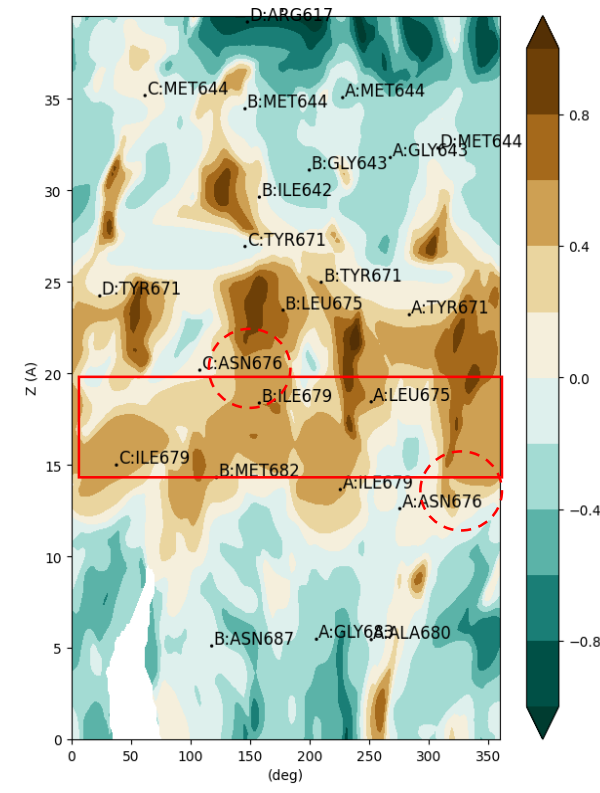 D:ARG617
C:MET644
B:MET644
A:MET644
D:MET644
A:GLY643
B:GLY643
B:ILE642
C:TYR671
B:TYR671
D:TYR671
B:LEU675
A:TYR671
C:ASN676
B:ILE679
A:LEU675
C:ILE679
B:MET682
A:ILE679
A:ASN676
B:ASN687
A:GLY683
A:ALA680
Z (A)
35
30
25
20
15
10
5
0
0 50 100 150 200 250 300 350
(deg)
0.8
0.4
0.0
−0.4
−0.8